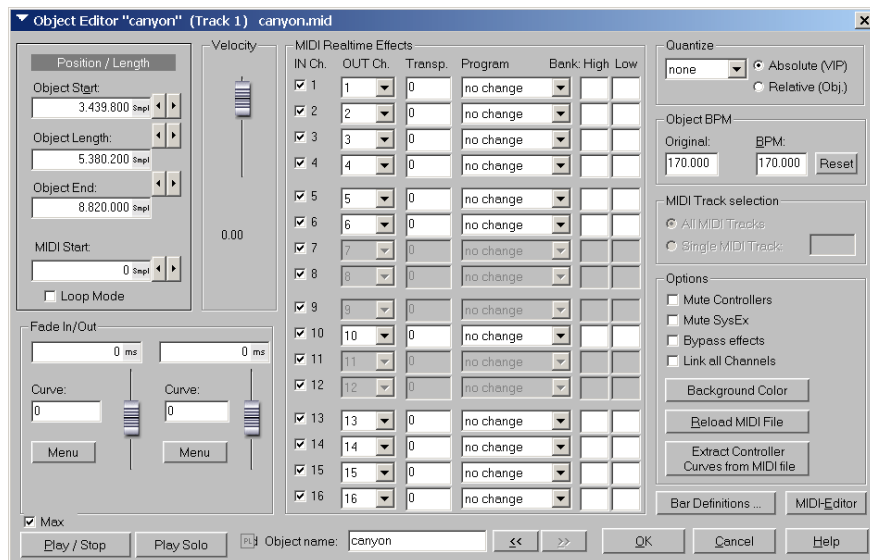 Object Editor "canyon" (Track 1) canyon.mid
Position / Length
Object Start:
3.439.800 Smpl
Object Length:
5.380.200 Smpl
Object End:
8.820.000 Smpl
MIDI Start:
0 Smpl
Loop Mode
Velocity
0.00
Fade In/Out
0 ms 0 ms
Curve: Curve:
0 0
Menu Menu
Max
Play / Stop Play Solo
MIDI Realtime Effects
IN Ch. OUT Ch. Transp. Program Bank: High Low
1 1 0 no change
2 2 0 no change
3 3 0 no change
4 4 0 no change
5 5 0 no change
6 6 0 no change
7 7 0 no change
8 8 0 no change
9 9 0 no change
10 10 0 no change
11 11 0 no change
12 12 0 no change
13 13 0 no change
14 14 0 no change
15 15 0 no change
16 16 0 no change
Object name: canyon << >> OK Cancel Help
Quantize
none Absolute (VIP)
Relative (Obj.)
Object BPM
Original: BPM:
170.000 170.000 Reset
MIDI Track selection
All MIDI Tracks
Single MIDI Track:
Options
Mute Controllers
Mute SysEx
Bypass effects
Link all Channels
Background Color
Reload MIDI File
Extract Controller
Curves from MIDI file
Bar Definitions ... MIDI-Editor